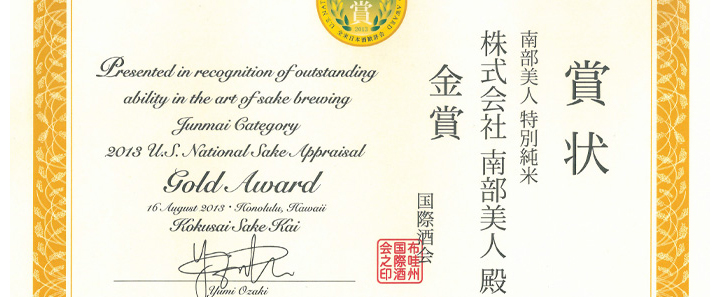 賞
2013
Presented in recognition of outstanding
ability in the art of sake brewing
Junmai Category
2013 U.S. National Sake Appraisal
Gold Award
16 August 2013 · Honolulu, Hawaii
Kokusai Sake Kai
Yumi Ozaki
賞状
南部美人 特別純米
株式会社 南部美人 殿
金賞
国際酒会
布哇州
国際酒
会之印